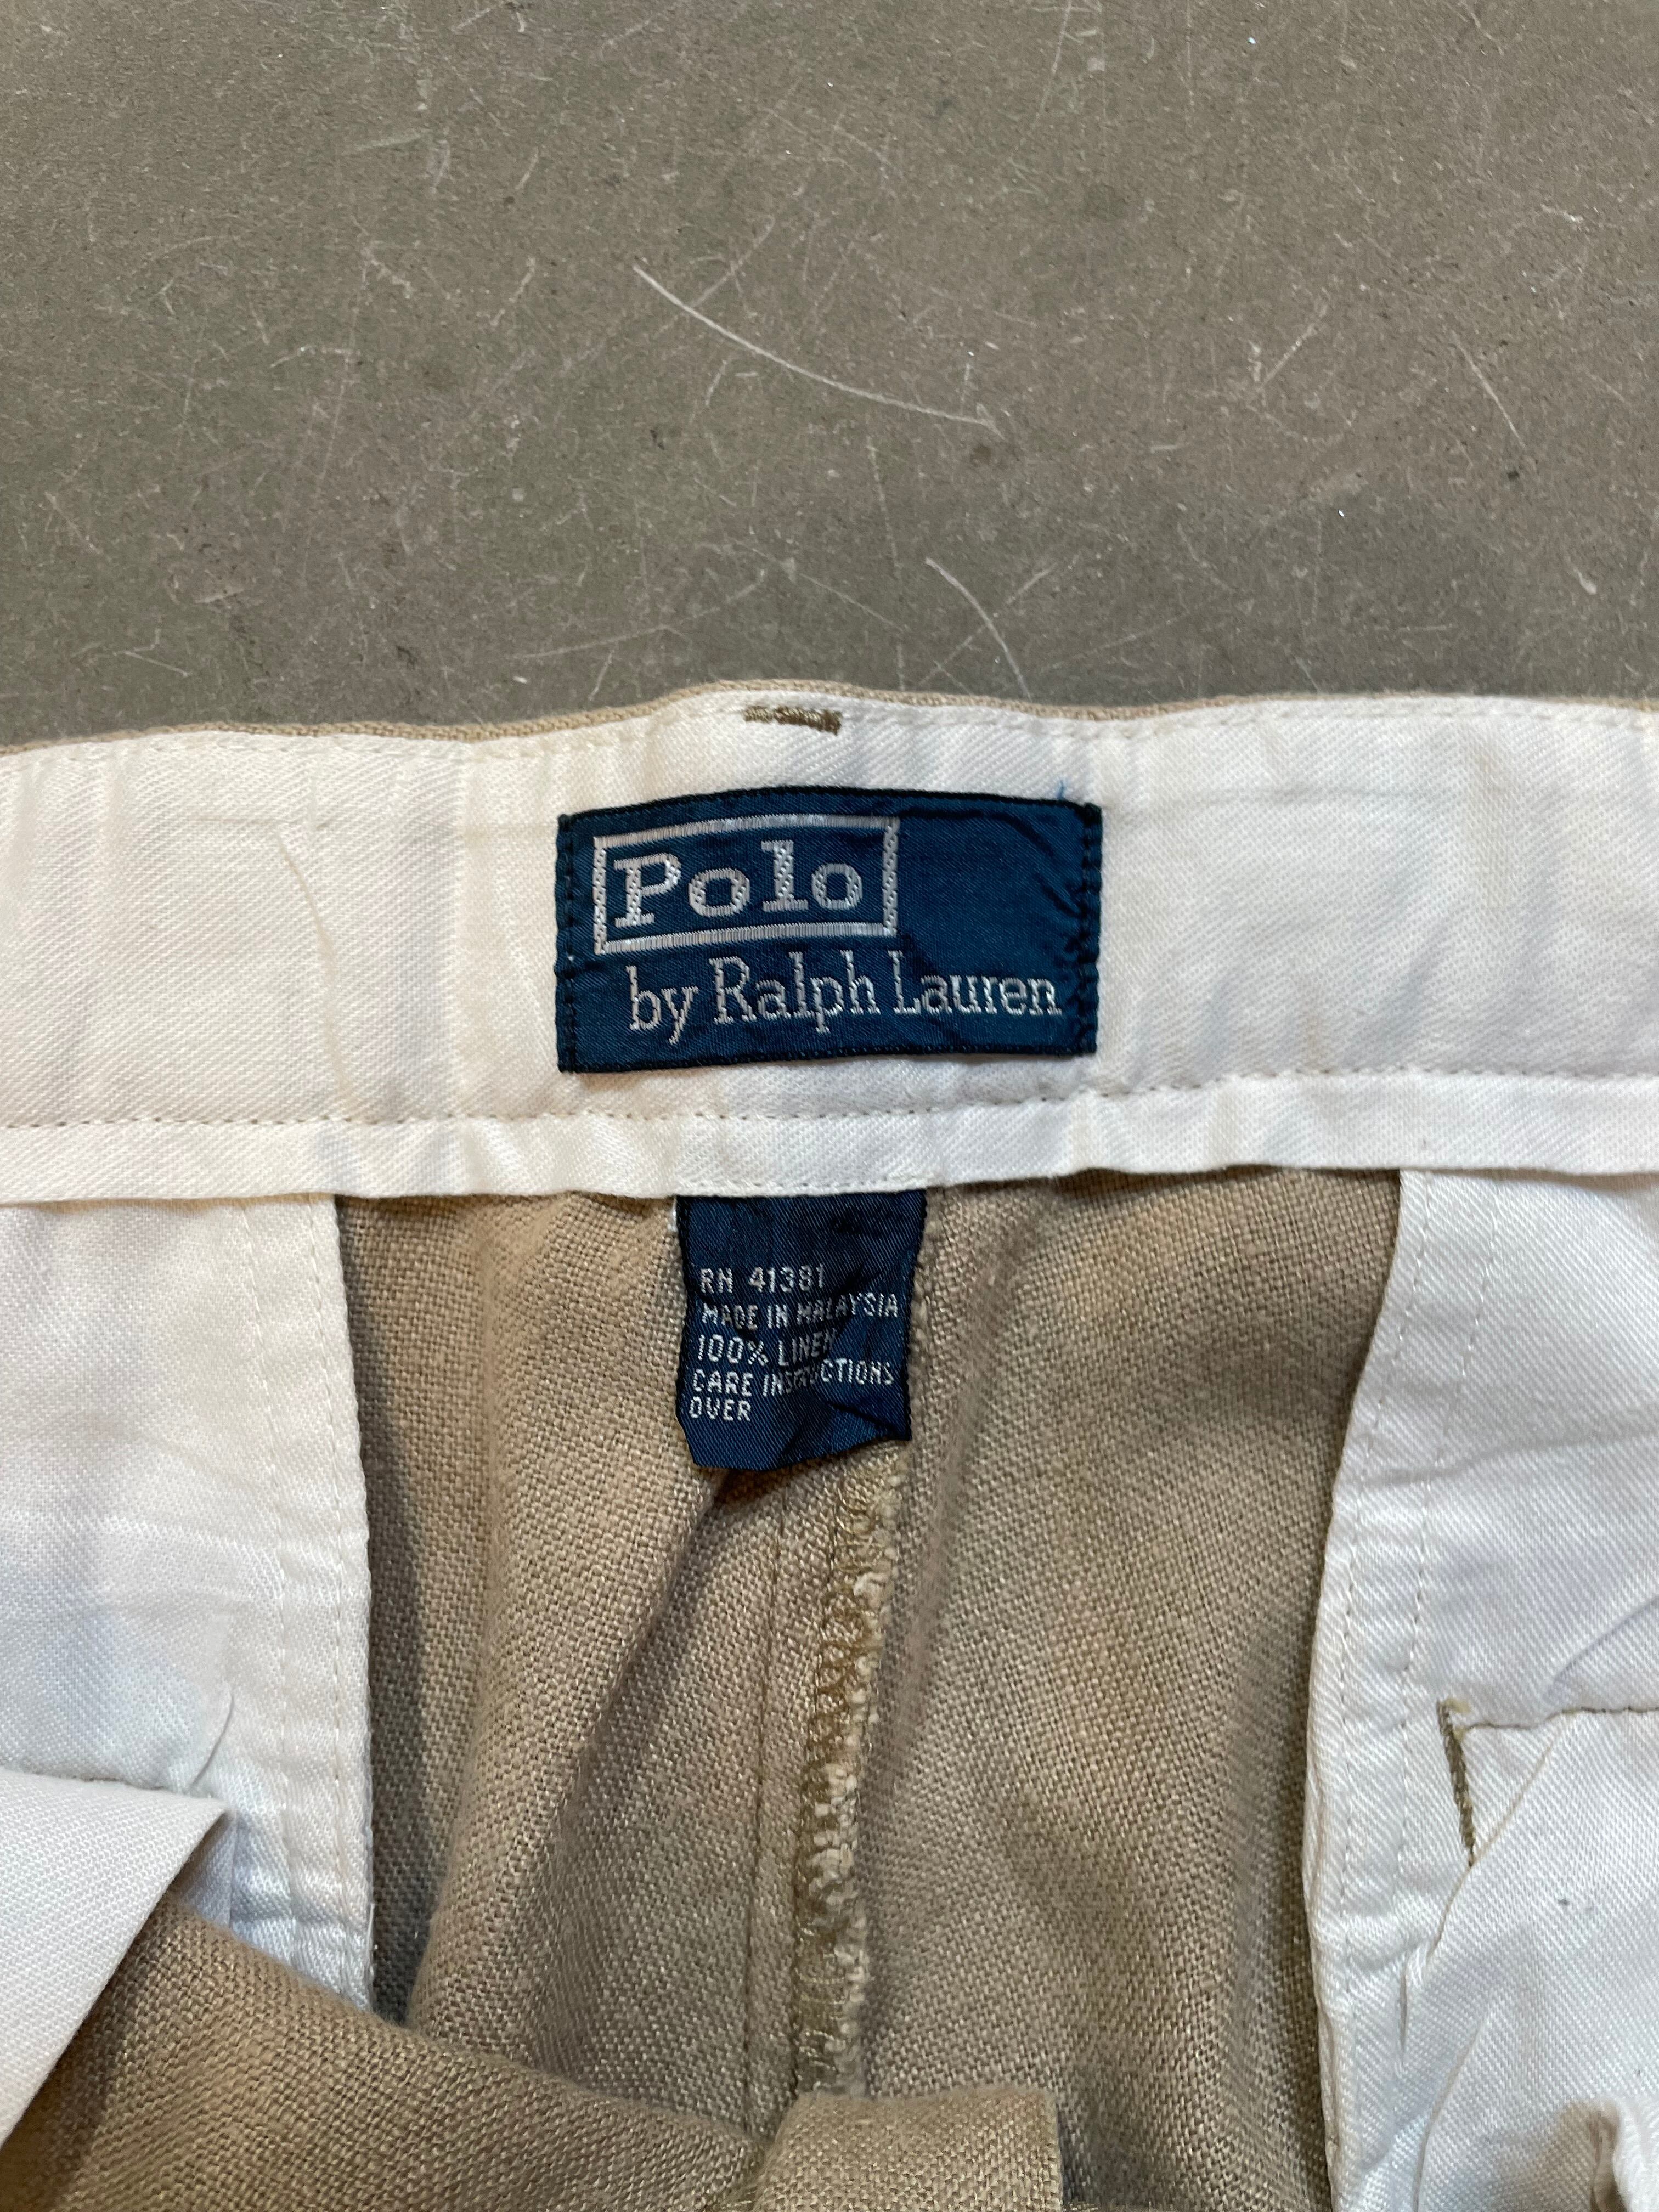 Polo
by Ralph Lauren
RN 41381
MADE IN MALAYSIA
100% LINEN
CARE INSTRUCTIONS
OVER